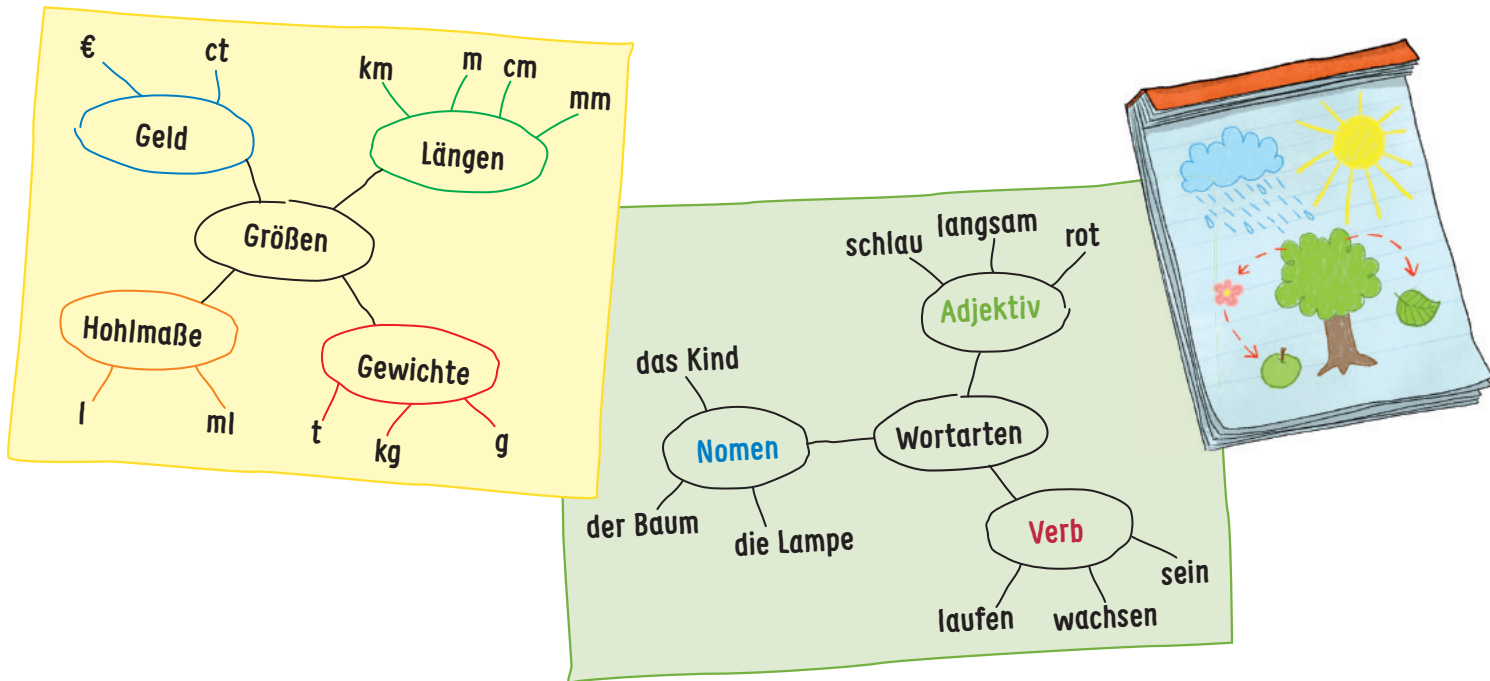 €
ct
km
m
cm
mm
Geld
Längen
Größen
Hohlmaße
Gewichte
l
ml
t
kg
g
schlau
langsam
rot
Adjektiv
das Kind
Nomen
Wortarten
der Baum
die Lampe
Verb
sein
laufen
wachsen